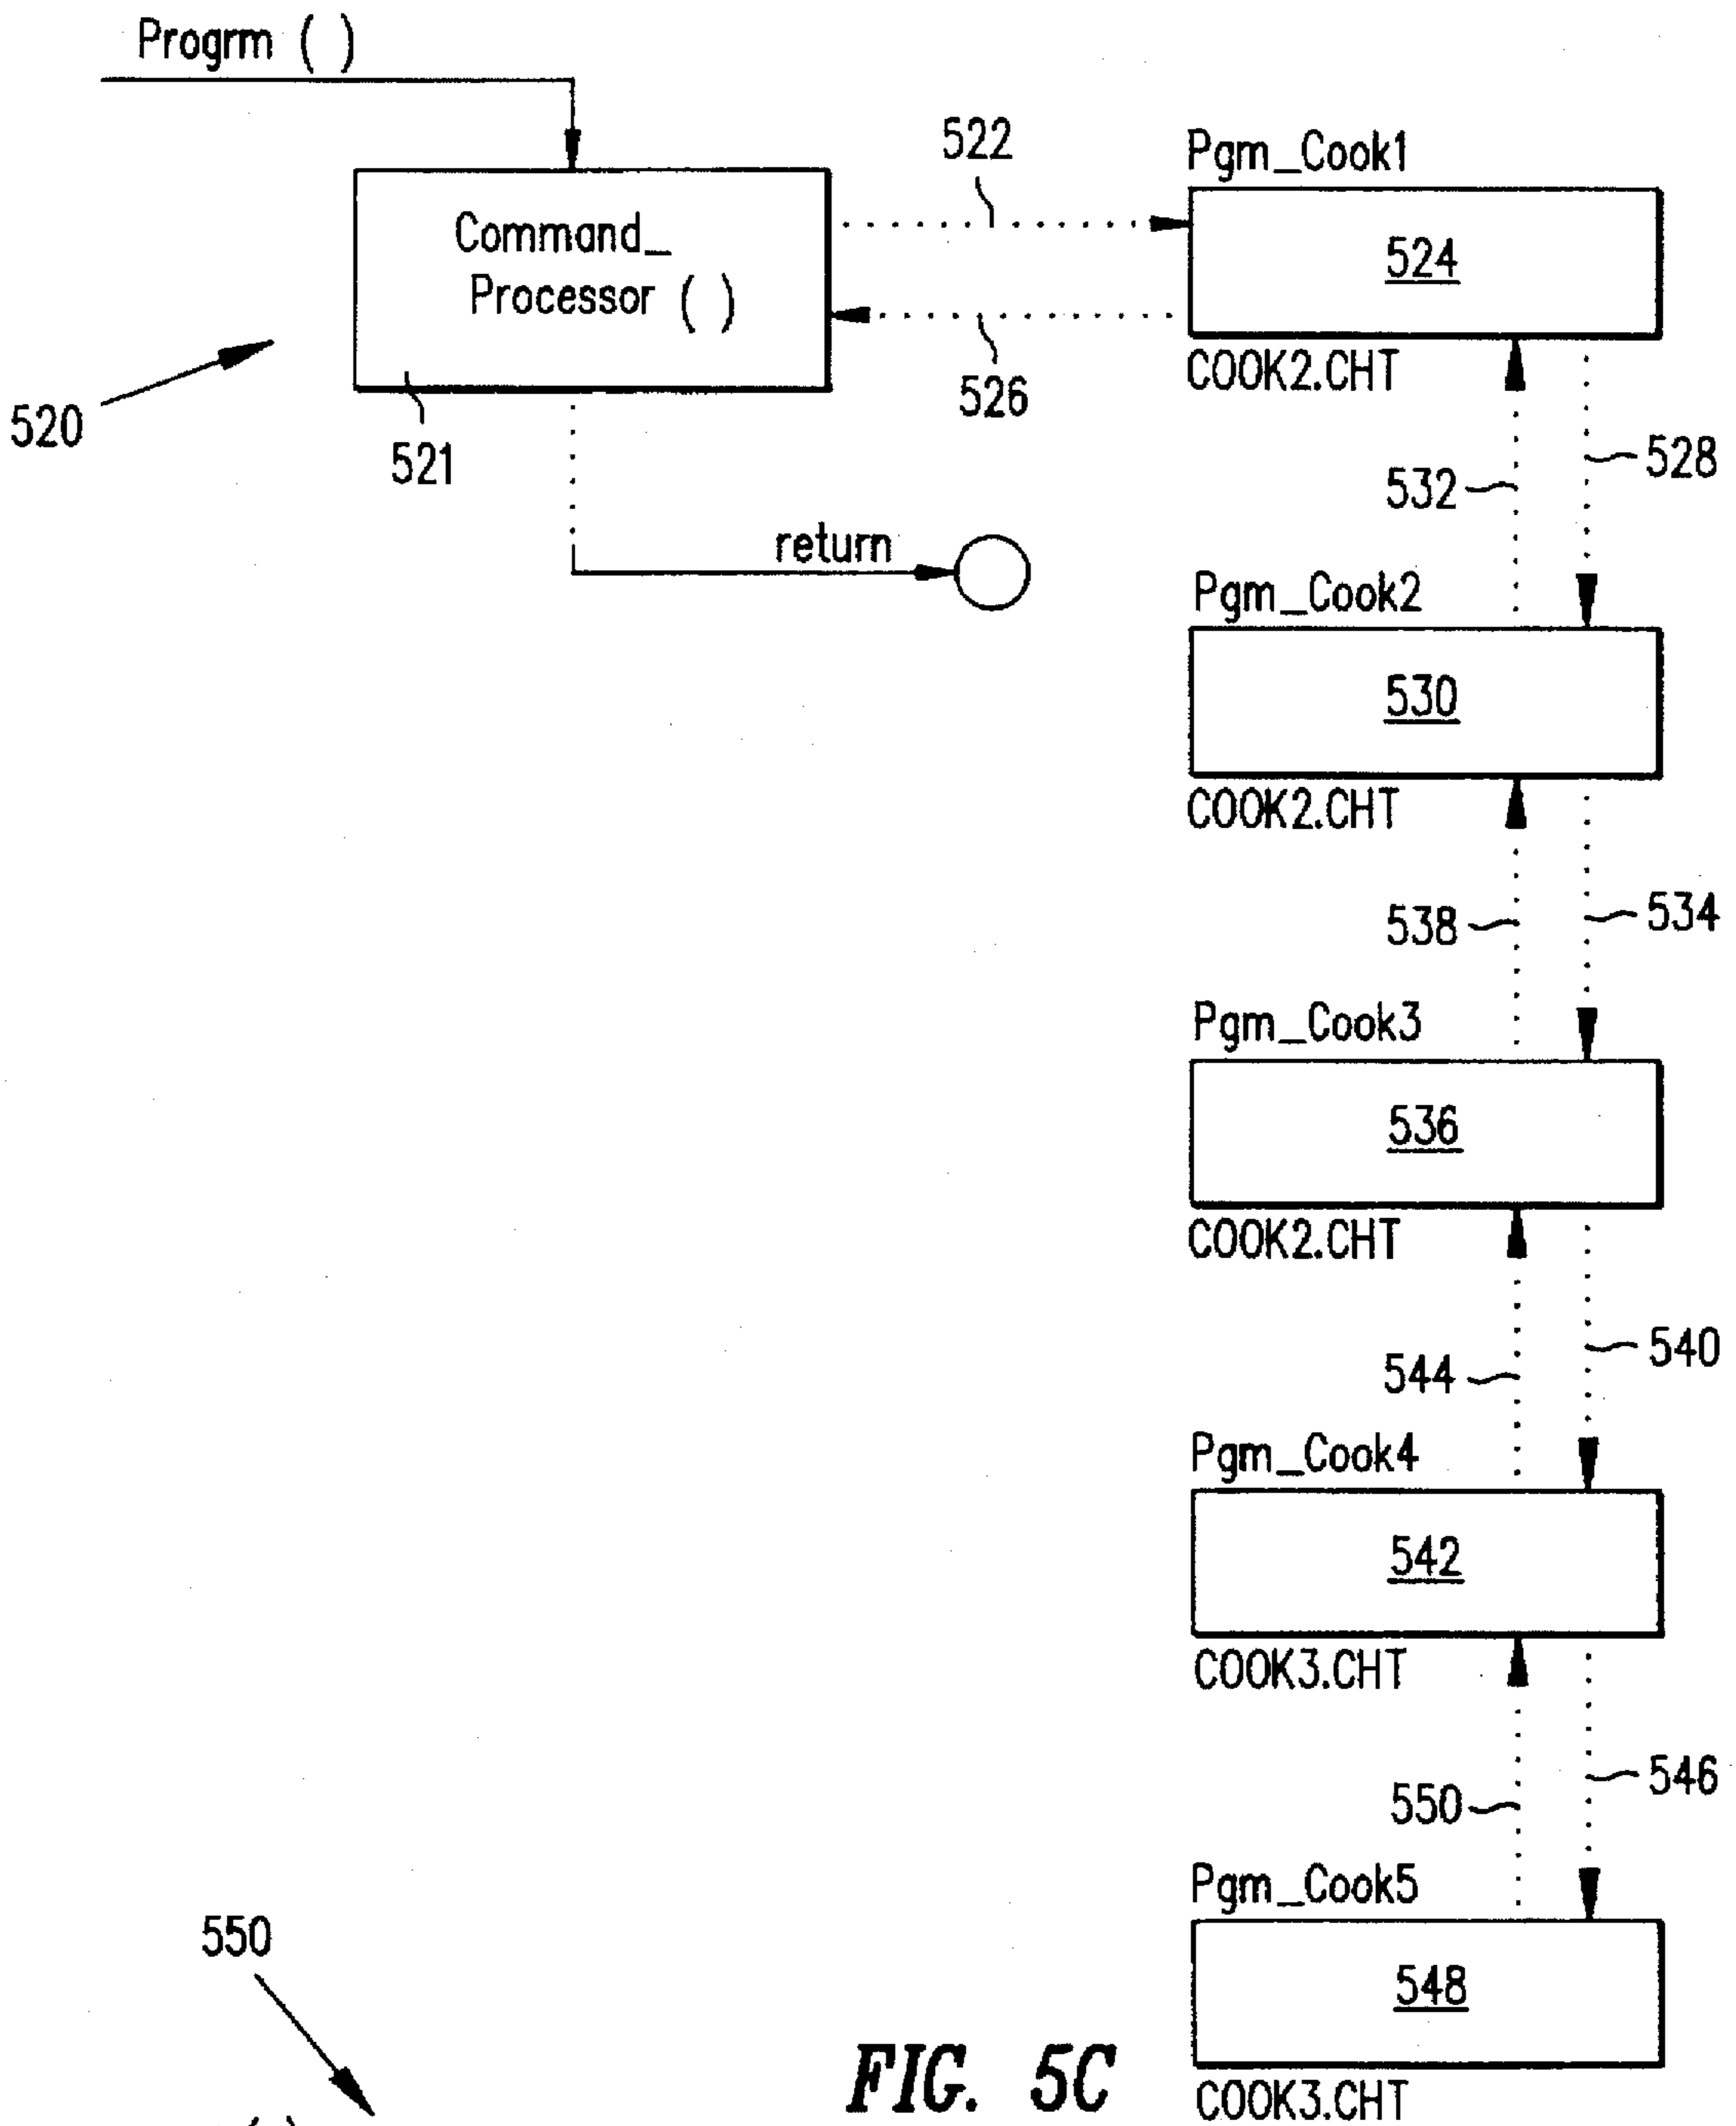 Progrm ( )
522
Pgm_Cook1
Command_
Processor ( )
524
520
521
526
COOK2.CHT
532
528
return
Pgm_Cook2
530
COOK2.CHT
538
534
Pgm_Cook3
536
COOK2.CHT
544
540
Pgm_Cook4
542
COOK3.CHT
550
546
Pgm_Cook5
550
548
FIG. 5C
COOK3.CHT
( )